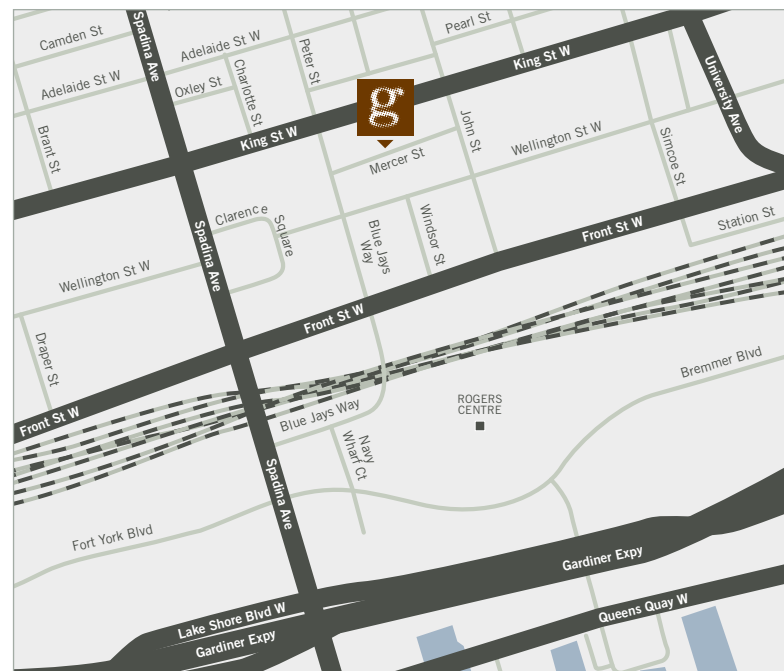 Camden St
Spadina Ave
Adelaide St W
Peter St
Pearl St
King St W
University Ave
Adelaide St W
Oxley St
Charlotte St
g
Brant St
King St W
John St
Wellington St W
Simcoe St
Mercer St
Clarence
Square
Spadina Ave
Blue Jays
Way
Windsor St
Front St W
Station St
Wellington St W
Front St W
Draper St
Front St W
Blue Jays Way
ROGERS
CENTRE
Bremmer Blvd
Navy
Wharf Ct
Spadina Ave
Fort York Blvd
Gardiner Expy
Lake Shore Blvd W
Gardiner Expy
Queens Quay W